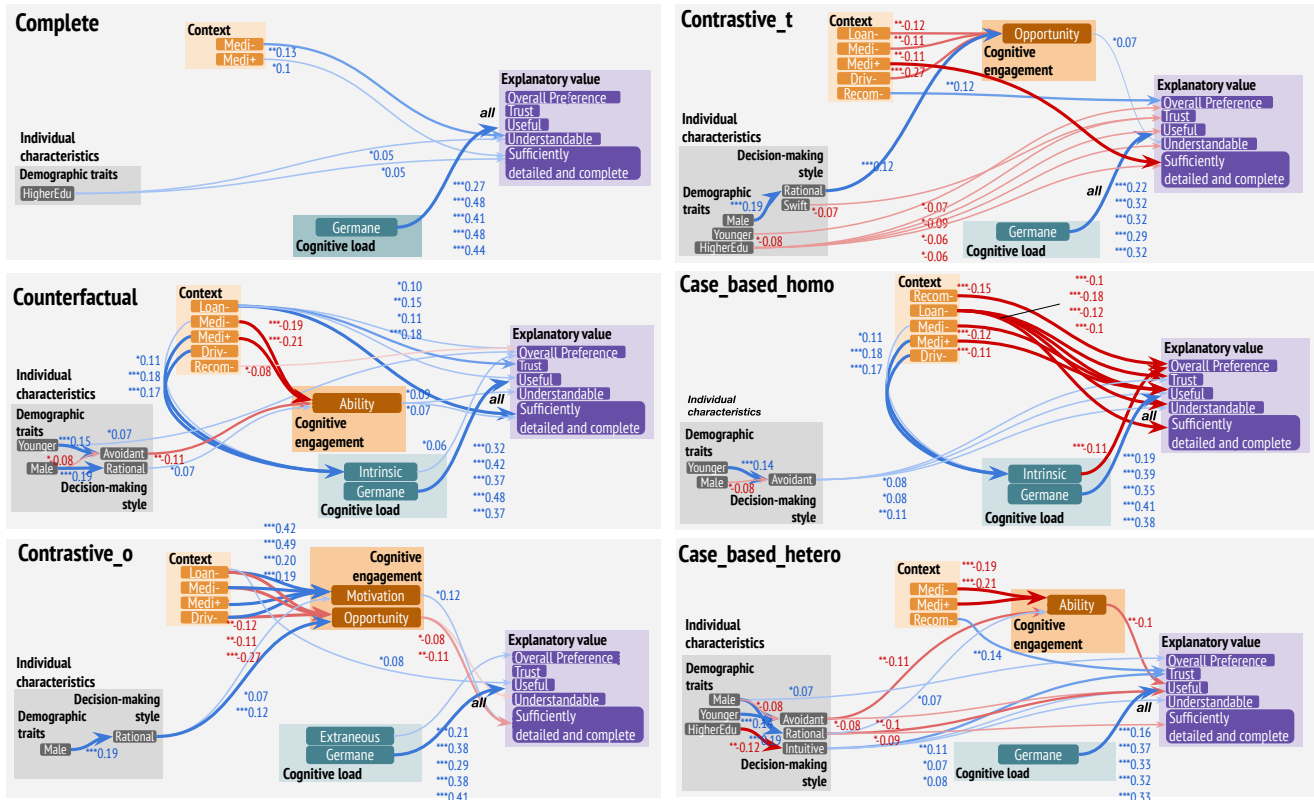 Complete
Context
Medi-
Medi+
**0.13
*0.1
Explanatory value
Overall Preference
Trust
Useful
Understandable
Sufficiently
detailed and complete
all
Individual
characteristics
Demographic traits
HigherEdu
*0.05
*0.05
***0.27
***0.48
***0.41
***0.48
***0.44
Germane
Cognitive load
Contrastive_t
Context
Loan-
Medi-
Medi+
Driv-
Recom-
**-0.12
**-0.11
**-0.11
***-0.27
**0.12
Opportunity
Cognitive
engagement
*0.07
Explanatory value
Overall Preference
Trust
Useful
Understandable
Sufficiently
detailed and complete
all
Individual
characteristics
Decision-making
style
***0.12
Demographic
traits
Rational
Swift
***0.19
*-0.07
Male
Younger
HigherEdu
*-0.08
*-0.07
*-0.09
*-0.06
*-0.06
Germane
Cognitive load
***0.22
***0.32
***0.32
***0.29
***0.32
Counterfactual
Context
Loan-
Medi-
Medi+
Driv-
Recom-
***-0.19
***-0.21
*-0.08
*0.10
**0.15
*0.11
***0.18
*0.11
***0.18
***0.17
Explanatory value
Overall Preference
Trust
Useful
Understandable
Sufficiently
detailed and complete
all
Individual
characteristics
Demographic
traits
Younger
Male
***0.15
*-0.08
***0.19
Avoidant
Rational
Decision-making
style
*0.07
**-0.11
*0.07
Ability
Cognitive
engagement
*0.09
*0.07
*0.06
Intrinsic
Germane
Cognitive load
***0.32
***0.42
***0.37
***0.48
***0.37
Case_based_homo
Context
Recom-
Loan-
Medi-
Medi+
Driv-
***-0.15
***-0.12
**-0.11
***-0.1
***-0.18
***-0.12
***-0.1
*0.11
***0.18
***0.17
Explanatory value
Overall Preference
Trust
Useful
Understandable
Sufficiently
detailed and complete
all
Individual
characteristics
Demographic
traits
Younger
Male
***0.14
*-0.08
Avoidant
Decision-making
style
*0.08
*0.08
**0.11
***-0.11
Intrinsic
Germane
Cognitive load
***0.19
***0.39
***0.35
***0.41
***0.38
Contrastive_o
Context
Loan-
Medi-
Medi+
Driv-
***0.42
***0.49
***0.20
***0.19
**-0.12
**-0.11
***-0.27
Cognitive
engagement
Motivation
Opportunity
*0.12
*-0.08
**-0.11
*0.08
Explanatory value
Overall Preference
Trust
Useful
Understandable
Sufficiently
detailed and complete
all
Individual
characteristics
Decision-making
style
Demographic
traits
Male
Rational
***0.19
*0.07
***0.12
Extraneous
Germane
Cognitive load
***0.21
***0.38
***0.29
***0.38
***0.41
Case_based_hetero
Context
Medi-
Medi+
Recom-
***-0.19
***-0.21
Ability
Cognitive
engagement
**-0.1
**0.14
**-0.11
Explanatory value
Overall Preference
Trust
Useful
Understandable
Sufficiently
detailed and complete
all
Individual
characteristics
Demographic
traits
Male
Younger
HigherEdu
*-0.08
***0.19
**-0.12
Avoidant
Rational
Intuitive
Decision-making
style
*0.07
*0.07
*-0.08
**-0.1
**-0.09
**0.11
*0.07
*0.08
Germane
Cognitive load
***0.16
***0.37
***0.33
***0.32
***0.33